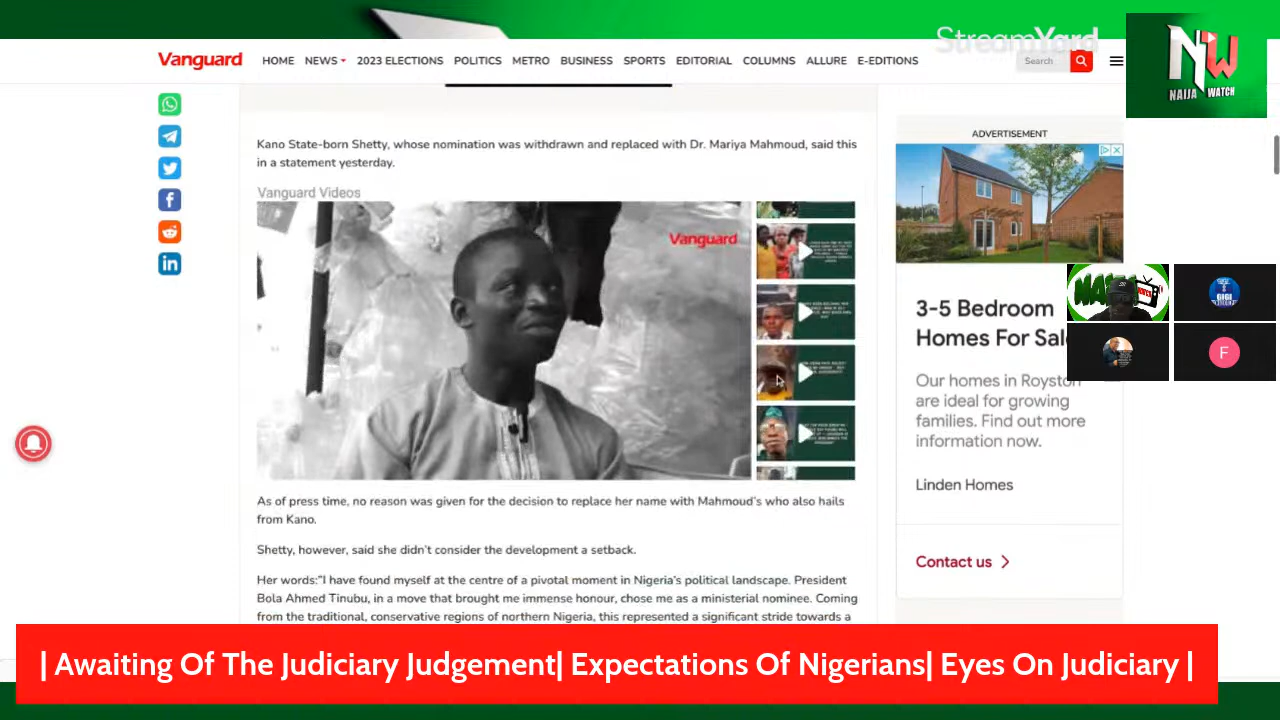 StreamYard
Vanguard
HOME NEWS 2023 ELECTIONS POLITICS METRO BUSINESS SPORTS EDITORIAL COLUMNS ALLURE E-EDITIONS
Search
NW
NAIJA WATCH
Kano State-born Shetty, whose nomination was withdrawn and replaced with Dr. Mariya Mahmoud, said this
in a statement yesterday.
Vanguard Videos
Vanguard
As of press time, no reason was given for the decision to replace her name with Mahmoud’s who also hails
from Kano.
Shetty, however, said she didn’t consider the development a setback.
Her words:”I have found myself at the centre of a pivotal moment in Nigeria’s political landscape. President
Bola Ahmed Tinubu, in a move that brought me immense honour, chose me as a ministerial nominee. Coming
from the traditional, conservative regions of northern Nigeria, this represented a significant stride towards a
ADVERTISEMENT
3-5 Bedroom
Homes For Sal
Our homes in Royston
are ideal for growing
families. Find out more
information now.
Linden Homes
Contact us
GIGI
F
| Awaiting Of The Judiciary Judgement| Expectations Of Nigerians| Eyes On Judiciary |